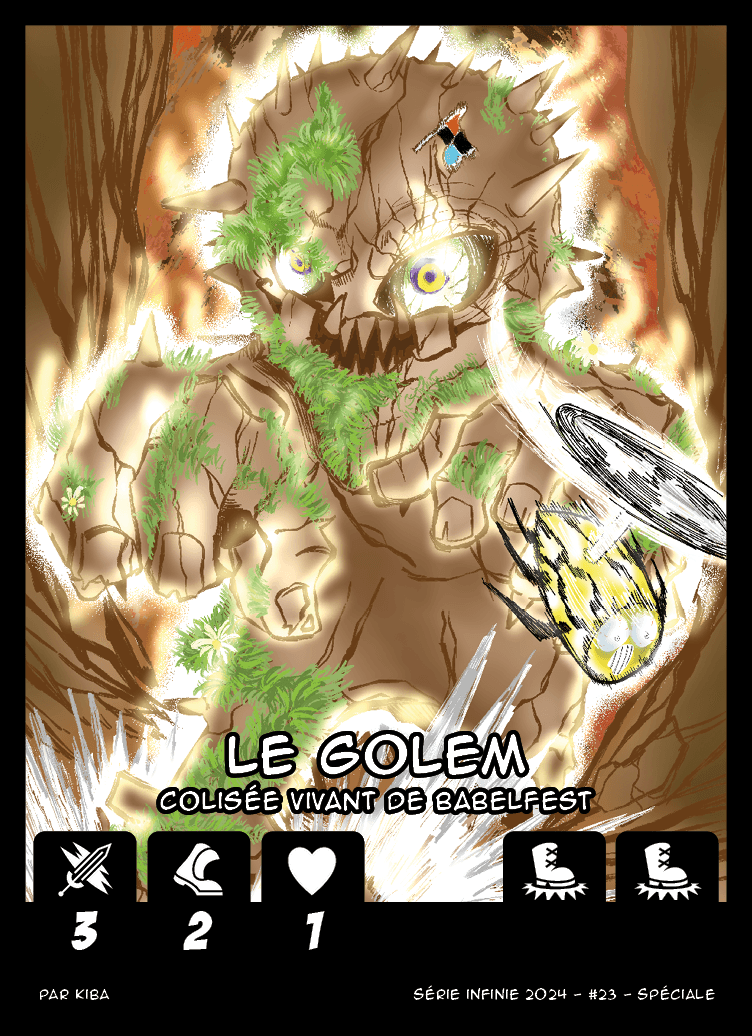 LE GOLEM
COLISÉE VIVANT DE BABELFEST
3 2 1
PAR KIBA
SÉRIE INFINIE 2024 - #23 - SPÉCIALE